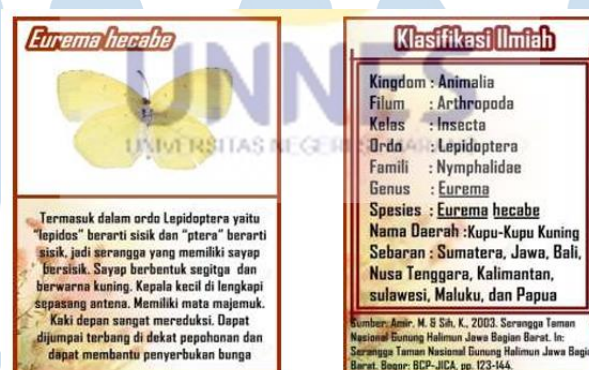 Eurema hecabe
Termasuk dalam ordo Lepidoptera yaitu
"lepidos" berarti sisik dan "ptera" berarti
sisik, jadi serangga yang memiliki sayap
bersisik. Sayap berbentuk segitga dan
berwarna kuning. Kepala kecil di lengkapi
sepasang antena. Memiliki mata majemuk.
Kaki depan sangat mereduksi. Dapat
dijumpai terbang di dekat pepohonan dan
dapat membantu penyerbukan bunga
Klasifikasi Ilmiah
Kingdom : Animalia
Filum : Arthropoda
Kelas : Insecta
Ordo : Lepidoptera
Famili : Nymphalidae
Genus : Eurema
Spesies : Eurema hecabe
Nama Daerah :Kupu-Kupu Kuning
Sebaran : Sumatera, Jawa, Bali,
Nusa Tenggara, Kalimantan,
sulawesi, Maluku, dan Papua
Sumber: Amir, M. & Sih, K., 2003. Serangga Taman
Nasional Gunung Halimun Jawa Bagian Barat. In:
Serangga Taman Nasional Gunung Halimun Jawa Bagia
Barat. Bogor: BCP-JICA, pp. 123-144.
UNNES
UNIVERSITAS NEGERI